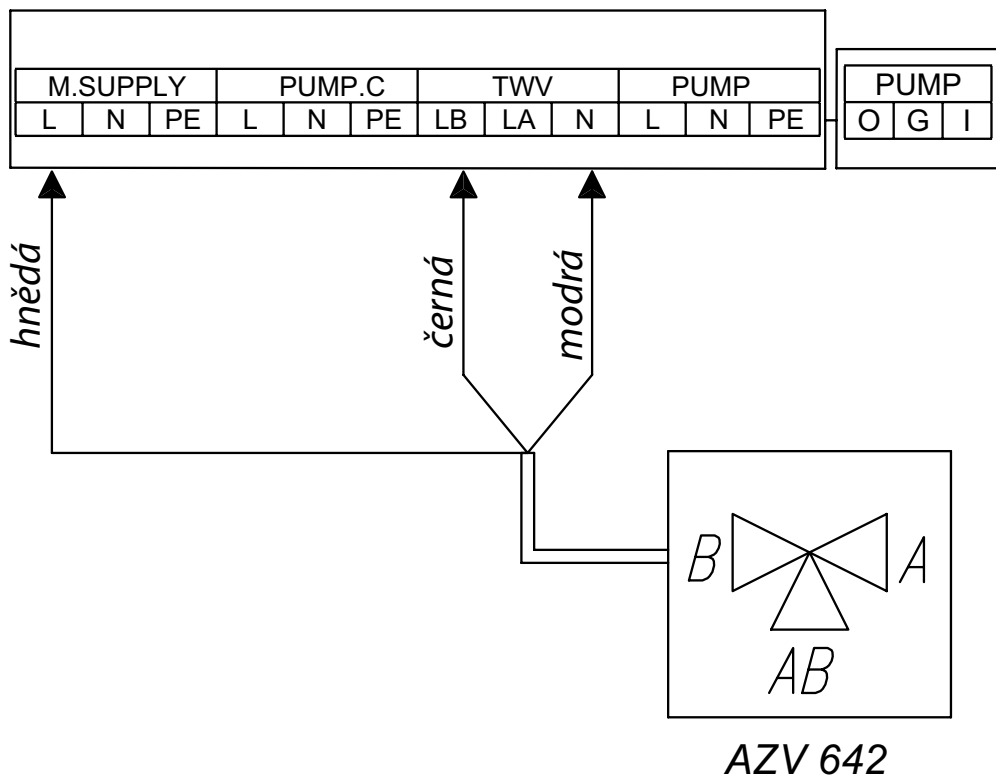 M.SUPPLY PUMP.C TWV PUMP PUMP
L N PE L N PE LB LA N L N PE O G I
hnědá černá modrá
B A
AB
AZV 642